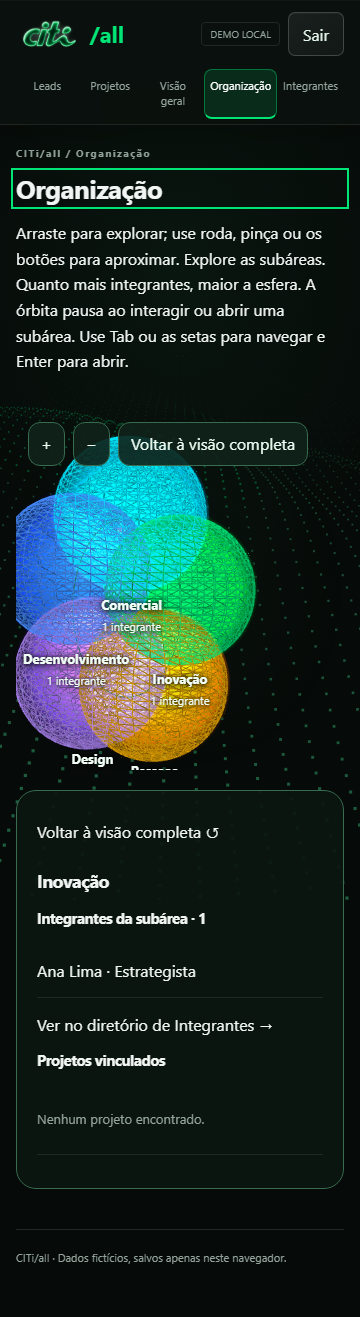 citi /all
DEMO LOCAL
Sair
Leads
Projetos
Visão
geral
Organização
Integrantes
CITi/all / Organização
Organização
Arraste para explorar; use roda, pinça ou os
botões para aproximar. Explore as subáreas.
Quanto mais integrantes, maior a esfera. A
órbita pausa ao interagir ou abrir uma
subárea. Use Tab ou as setas para navegar e
Enter para abrir.
+
−
Voltar à visão completa
Comercial
1 integrante
Desenvolvimento
1 integrante
Inovação
1 integrante
Design
Voltar à visão completa ↺
Inovação
Integrantes da subárea · 1
Ana Lima · Estrategista
Ver no diretório de Integrantes →
Projetos vinculados
Nenhum projeto encontrado.
CITi/all · Dados fictícios, salvos apenas neste navegador.